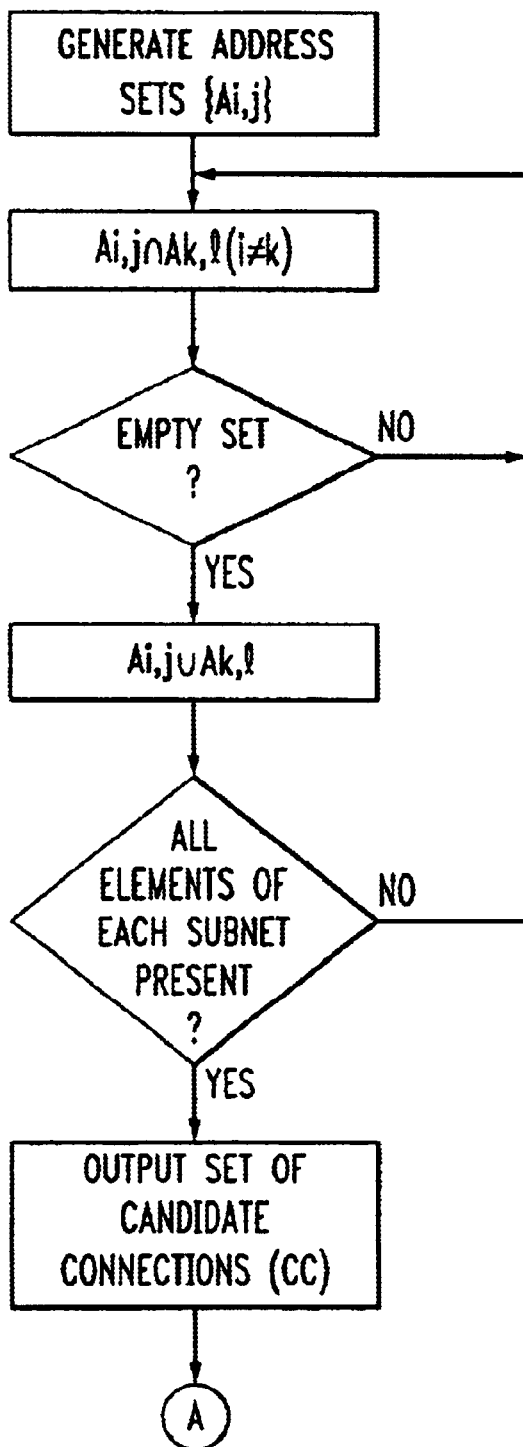 GENERATE ADDRESS
SETS {Ai,j}
Ai,j∩Ak,ℓ(i≠k)
EMPTY SET
?
NO
YES
Ai,j∪Ak,ℓ
ALL
ELEMENTS OF
EACH SUBNET
PRESENT
?
NO
YES
OUTPUT SET OF
CANDIDATE
CONNECTIONS (CC)
A